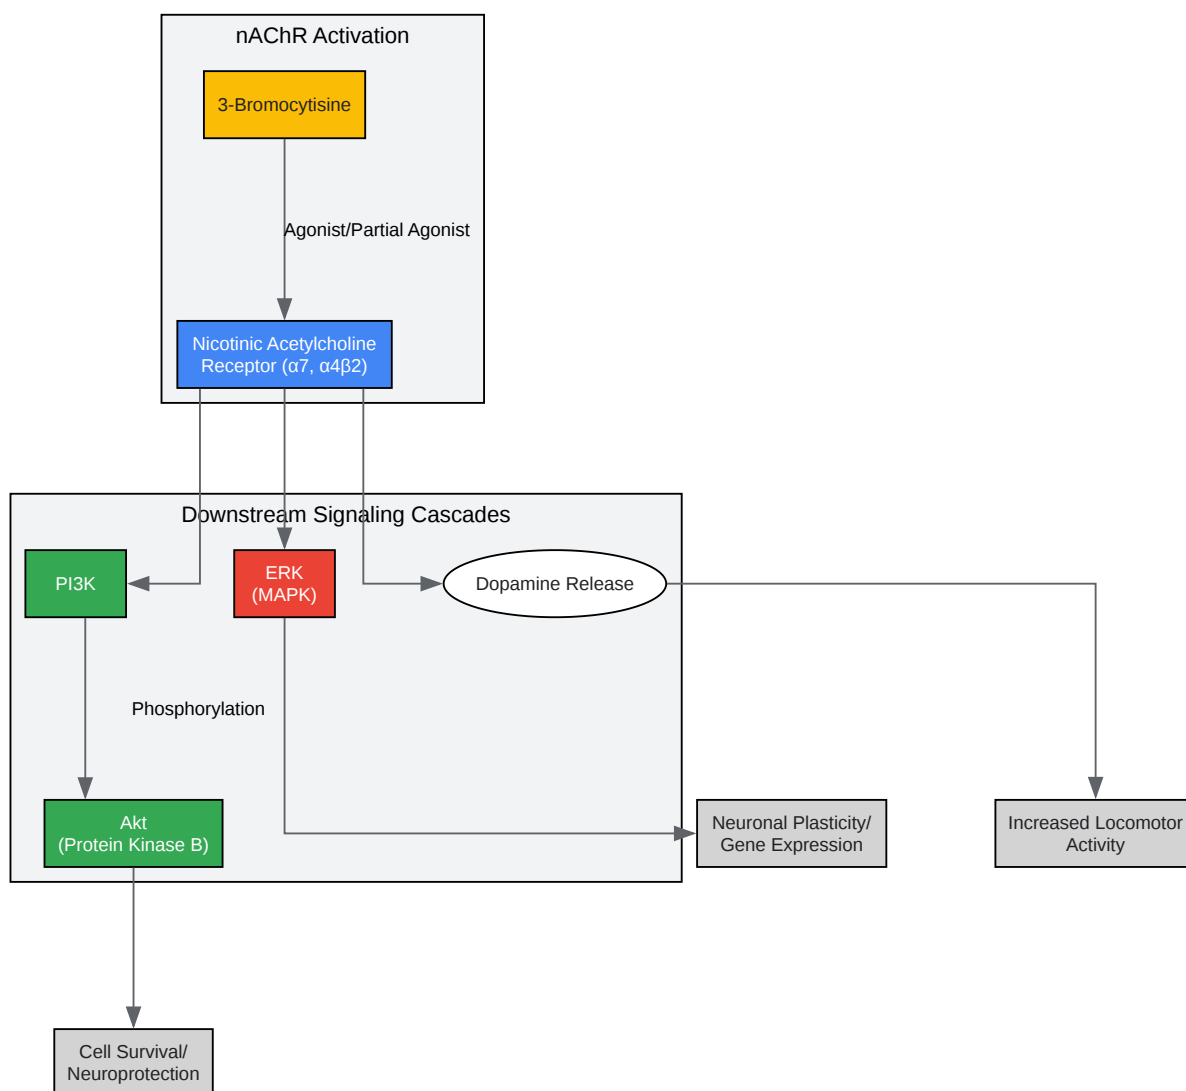 nAChR Activation
3-Bromocytisine
Agonist/Partial Agonist
Nicotinic Acetylcholine
Receptor (α7, α4β2)
Downstream Signaling Cascades
PI3K
ERK
(MAPK)
Dopamine Release
Phosphorylation
Akt
(Protein Kinase B)
Neuronal Plasticity/
Gene Expression
Increased Locomotor
Activity
Cell Survival/
Neuroprotection